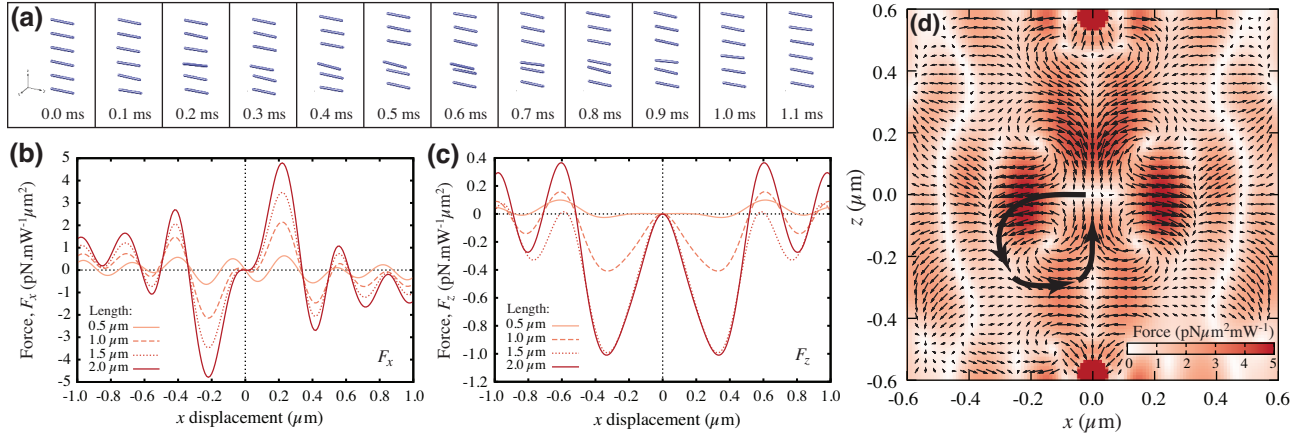 (a)
0.0 ms 0.1 ms 0.2 ms 0.3 ms 0.4 ms 0.5 ms 0.6 ms 0.7 ms 0.8 ms 0.9 ms 1.0 ms 1.1 ms
(b)
Force, Fx (pN.mW-1μm2)
5
4
3
2
1
0
-1
-2
-3
-4
-5
Length:
0.5 μm
1.0 μm
1.5 μm
2.0 μm
Fx
-1.0 -0.8 -0.6 -0.4 -0.2 0 0.2 0.4 0.6 0.8 1.0
x displacement (μm)
(c)
Force, Fz (pN.mW-1μm2)
0.4
0.2
0
-0.2
-0.4
-0.6
-0.8
-1.0
-1.2
Length:
0.5 μm
1.0 μm
1.5 μm
2.0 μm
Fz
-1.0 -0.8 -0.6 -0.4 -0.2 0 0.2 0.4 0.6 0.8 1.0
x displacement (μm)
(d)
z (μm)
0.6
0.4
0.2
0.0
-0.2
-0.4
-0.6
Force (pNμm2mW-1)
0 1 2 3 4 5
-0.6 -0.4 -0.2 0.0 0.2 0.4 0.6
x (μm)